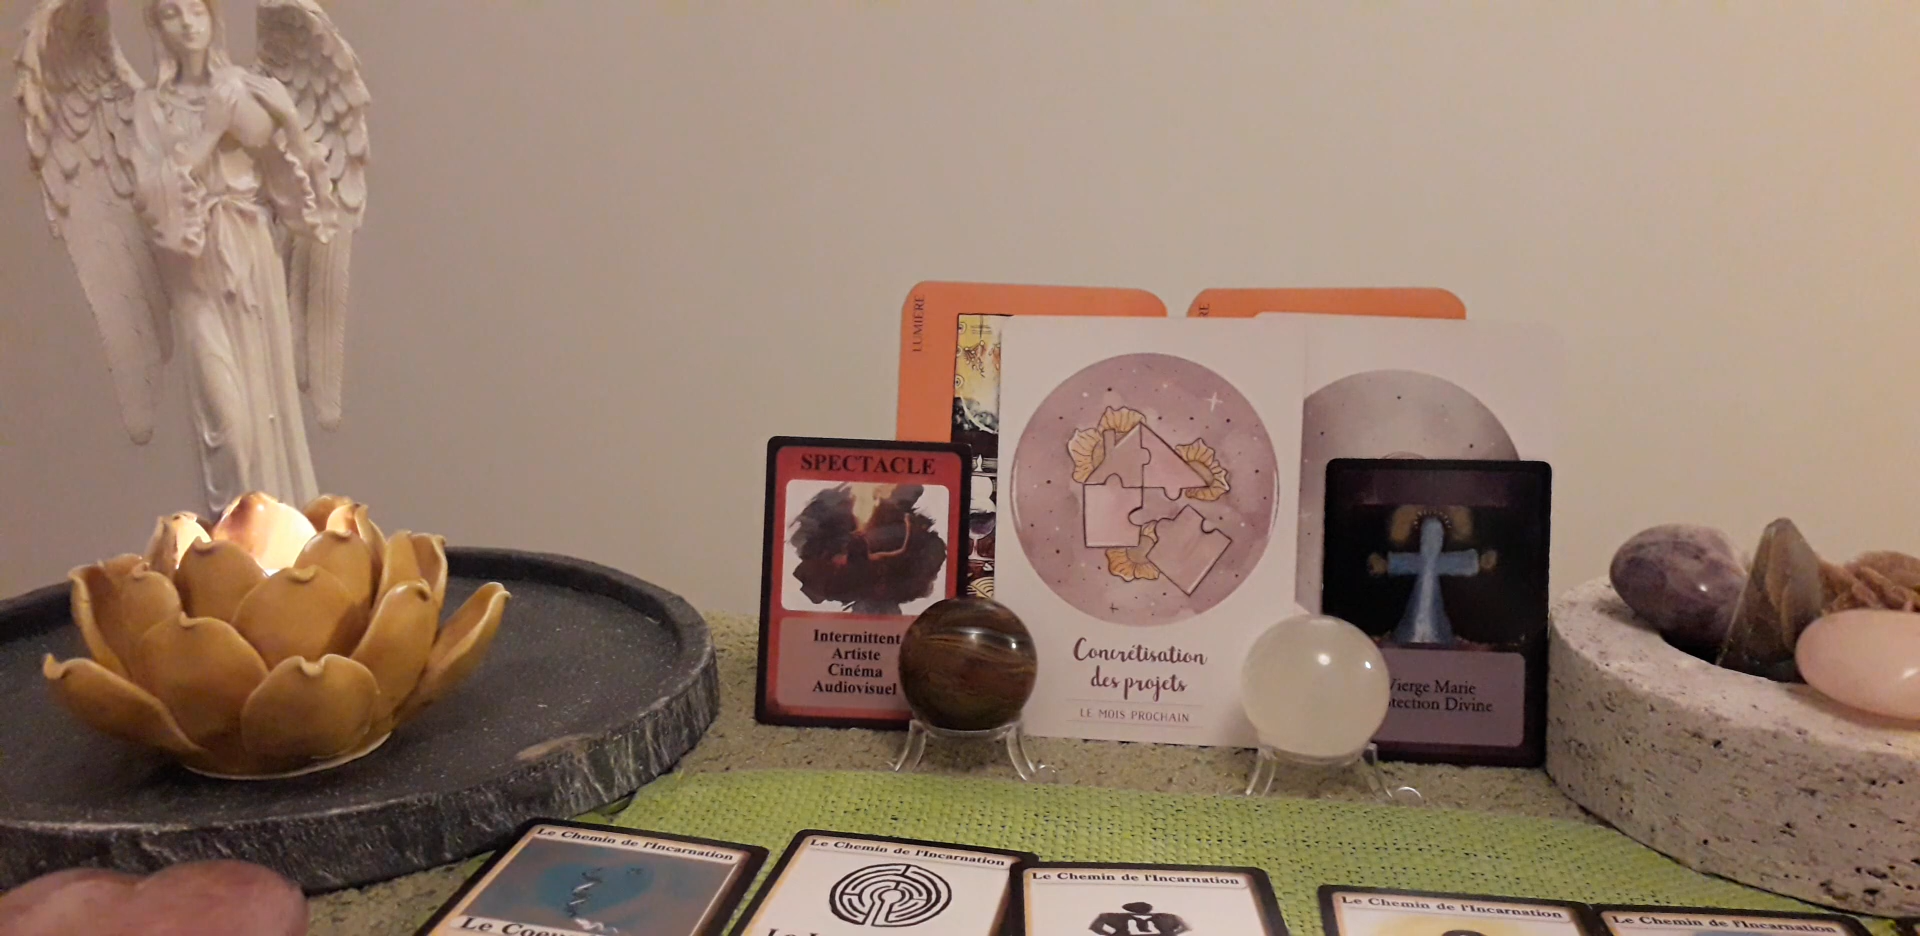 LUMIÈRE
SPECTACLE
Intermittent
Artiste
Cinéma
Audiovisuel
Concrétisation
des projets
LE MOIS PROCHAIN
Vierge Marie
Divine
Le Chemin de l'Incarnation
Le
Le Chemin de l'Incarnation
Le Chemin de l'Incarnation
Le Chemin de l'Incarnation
Le Chemin de l'Incarnation